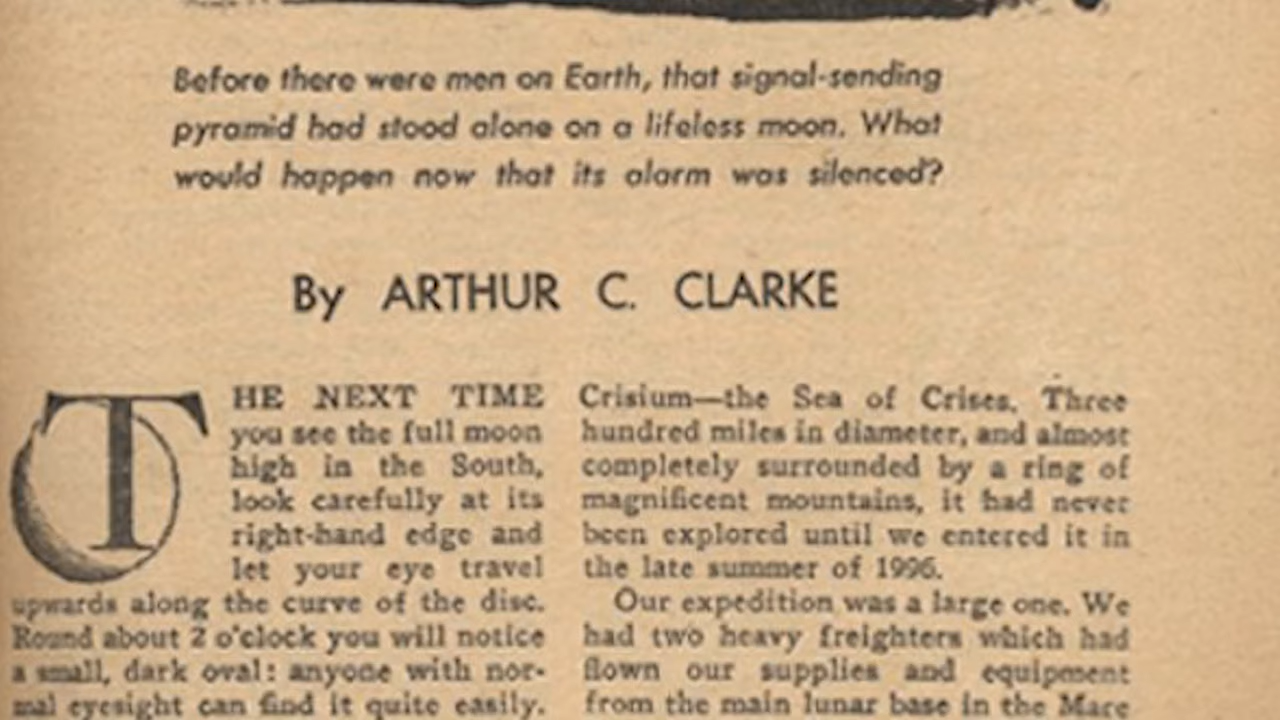 Before there were men on Earth, that signal-sending
pyramid had stood alone on a lifeless moon. What
would happen now that its alarm was silenced?
By ARTHUR C. CLARKE
THE NEXT TIME
you see the full moon
high in the South,
look carefully at its
right-hand edge and
let your eye travel
upwards along the curve of the disc.
Round about 2 o'clock you will notice
a small, dark oval: anyone with nor-
mal eyesight can find it quite easily.
Crisium—the Sea of Crises. Three
hundred miles in diameter, and almost
completely surrounded by a ring of
magnificent mountains, it had never
been explored until we entered it in
the late summer of 1996.
Our expedition was a large one. We
had two heavy freighters which had
flown our supplies and equipment
from the main lunar base in the Mare